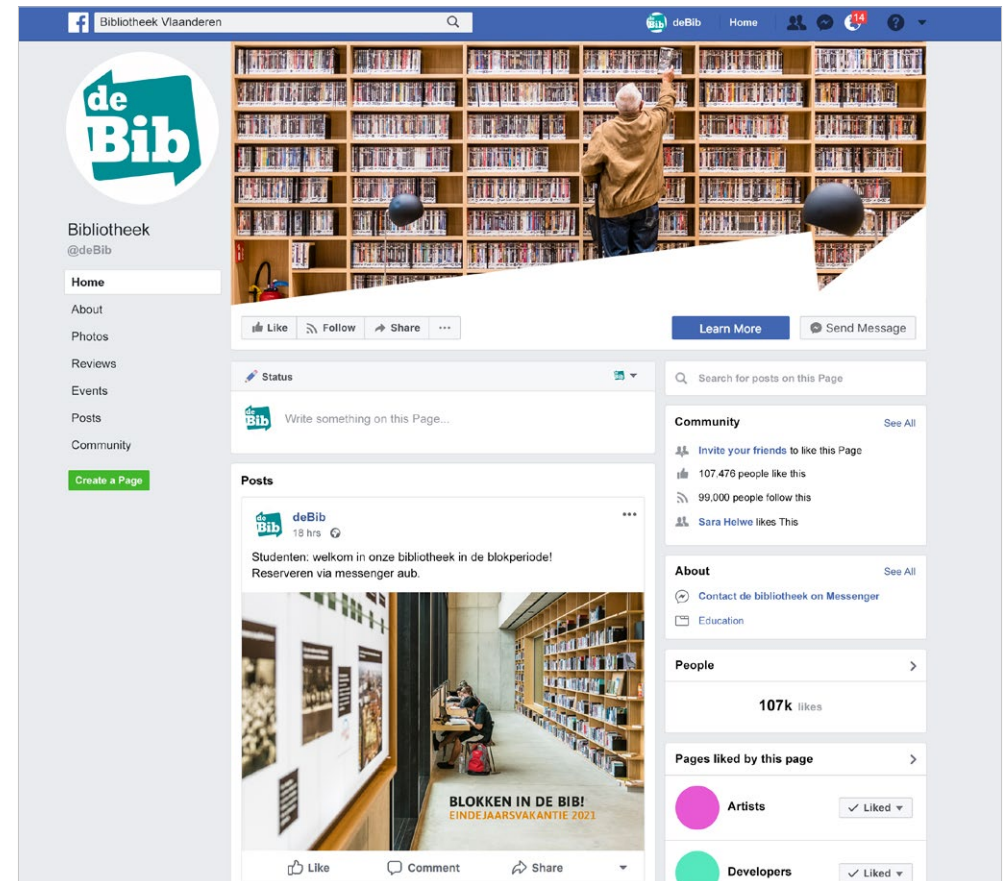 Bibliotheek Vlaanderen
deBib
Home
14
de
Bib
Bibliotheek
@deBib
Home
About
Photos
Reviews
Events
Posts
Community
Create a Page
Like
Follow
Share
Learn More
Send Message
Status
de
Bib
Write something on this Page...
Posts
de
Bib
deBib
18 hrs
Studenten: welkom in onze bibliotheek in de blokperiode!
Reserveren via messenger aub.
BLOKKEN IN DE BIB!
EINDEJAARSVAKANTIE 2021
Like
Comment
Share
Search for posts on this Page
Community
See All
Invite your friends to like this Page
107,476 people like this
99,000 people follow this
Sara Helwe likes This
About
See All
Contact de bibliotheek on Messenger
Education
People
107k likes
Pages liked by this page
Artists
Liked
Developers
Liked